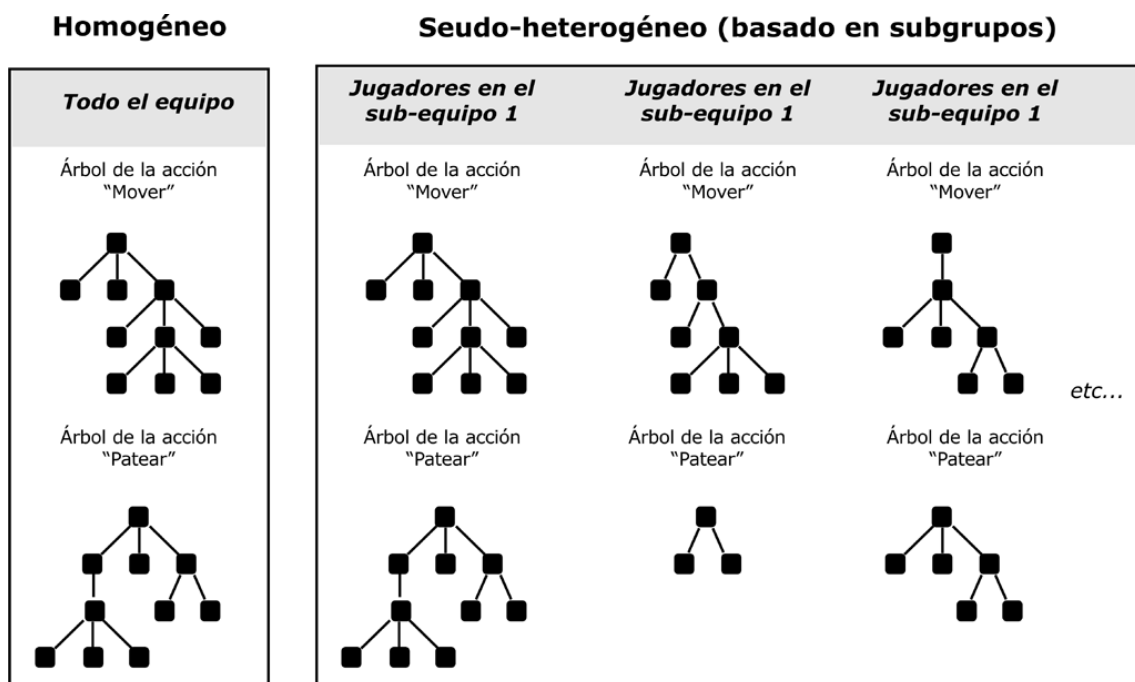 Homogéneo
Seudo-heterogéneo (basado en subgrupos)
Todo el equipo
Jugadores en el
sub-equipo 1
Jugadores en el
sub-equipo 1
Jugadores en el
sub-equipo 1
Árbol de la acción
“Mover”
Árbol de la acción
“Mover”
Árbol de la acción
“Mover”
Árbol de la acción
“Mover”
etc...
Árbol de la acción
“Patear”
Árbol de la acción
“Patear”
Árbol de la acción
“Patear”
Árbol de la acción
“Patear”